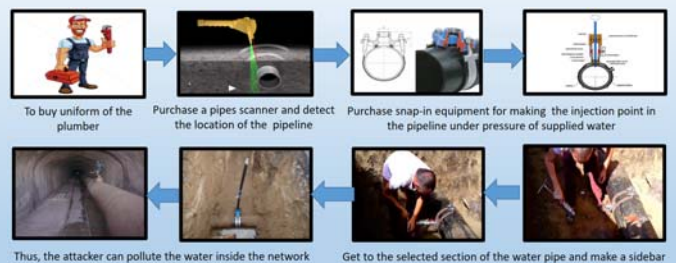 To buy uniform of the
plumber
Purchase a pipes scanner and detect
the location of the pipeline
Purchase snap-in equipment for making the injection point in
the pipeline under pressure of supplied water
Thus, the attacker can pollute the water inside the network
Get to the selected section of the water pipe and make a sidebar